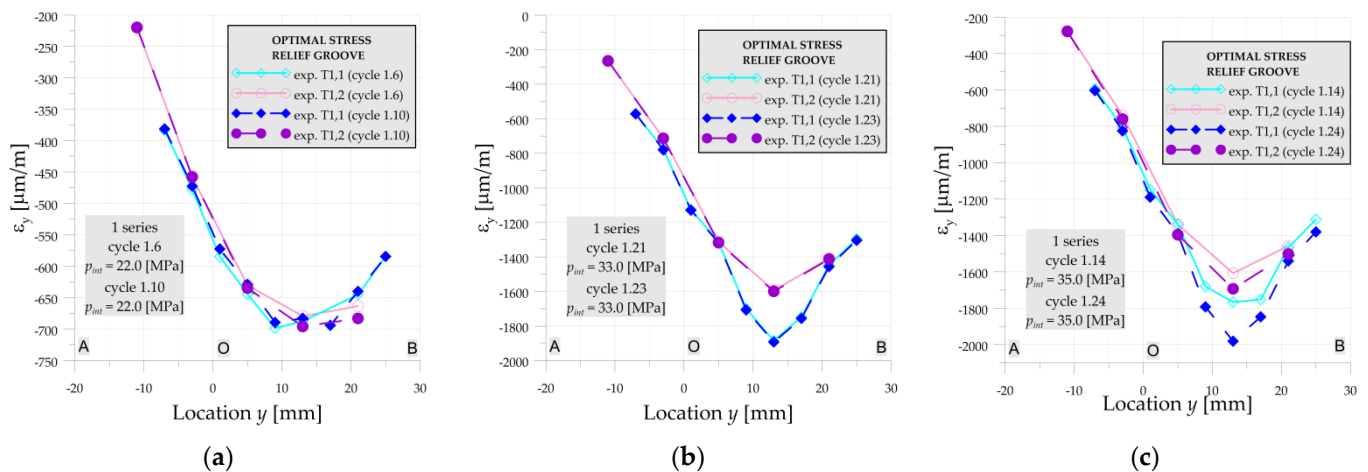 -200
-250
-300
-350
-400
-450
-500
-550
-600
-650
-700
-750
εy [µm/m]
OPTIMAL STRESS
RELIEF GROOVE
exp. T1,1 (cycle 1.6)
exp. T1,2 (cycle 1.6)
exp. T1,1 (cycle 1.10)
exp. T1,2 (cycle 1.10)
1 series
cycle 1.6
pint = 22.0 [MPa]
cycle 1.10
pint = 22.0 [MPa]
A O B
-20 -10 0 10 20 30
Location y [mm]
(a)
0
-200
-400
-600
-800
-1000
-1200
-1400
-1600
-1800
-2000
εy [µm/m]
OPTIMAL STRESS
RELIEF GROOVE
exp. T1,1 (cycle 1.21)
exp. T1,2 (cycle 1.21)
exp. T1,1 (cycle 1.23)
exp. T1,2 (cycle 1.23)
1 series
cycle 1.21
pint = 33.0 [MPa]
cycle 1.23
pint = 33.0 [MPa]
A O B
-20 -10 0 10 20 30
Location y [mm]
(b)
-200
-400
-600
-800
-1000
-1200
-1400
-1600
-1800
-2000
εy [µm/m]
OPTIMAL STRESS
RELIEF GROOVE
exp. T1,1 (cycle 1.14)
exp. T1,2 (cycle 1.14)
exp. T1,1 (cycle 1.24)
exp. T1,2 (cycle 1.24)
1 series
cycle 1.14
pint = 35.0 [MPa]
cycle 1.24
pint = 35.0 [MPa]
A O B
-20 -10 0 10 20 30
Location y [mm]
(c)